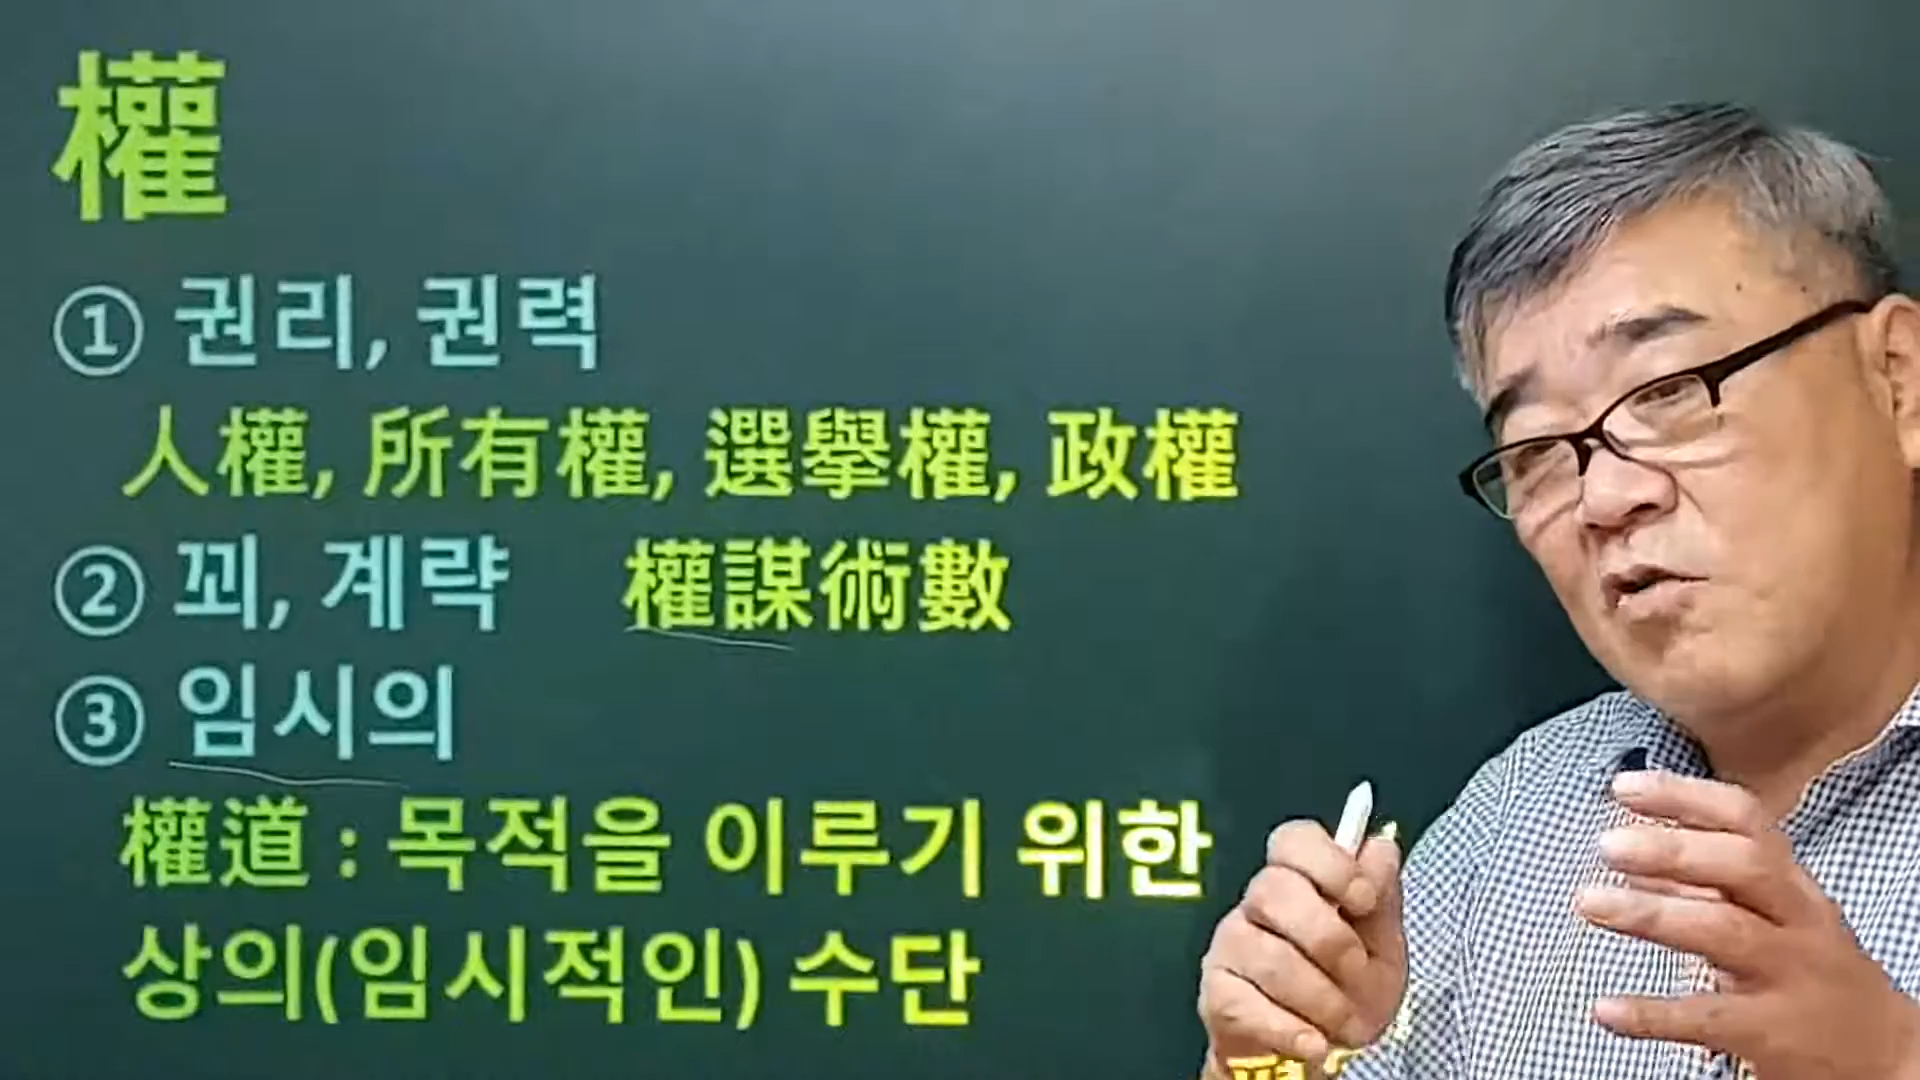 權
① 권리, 권력
人權, 所有權, 選擧權, 政權
② 꾀, 계략 權謀術數
③ 임시의
權道 : 목적을 이루기 위한
상의(임시적인) 수단